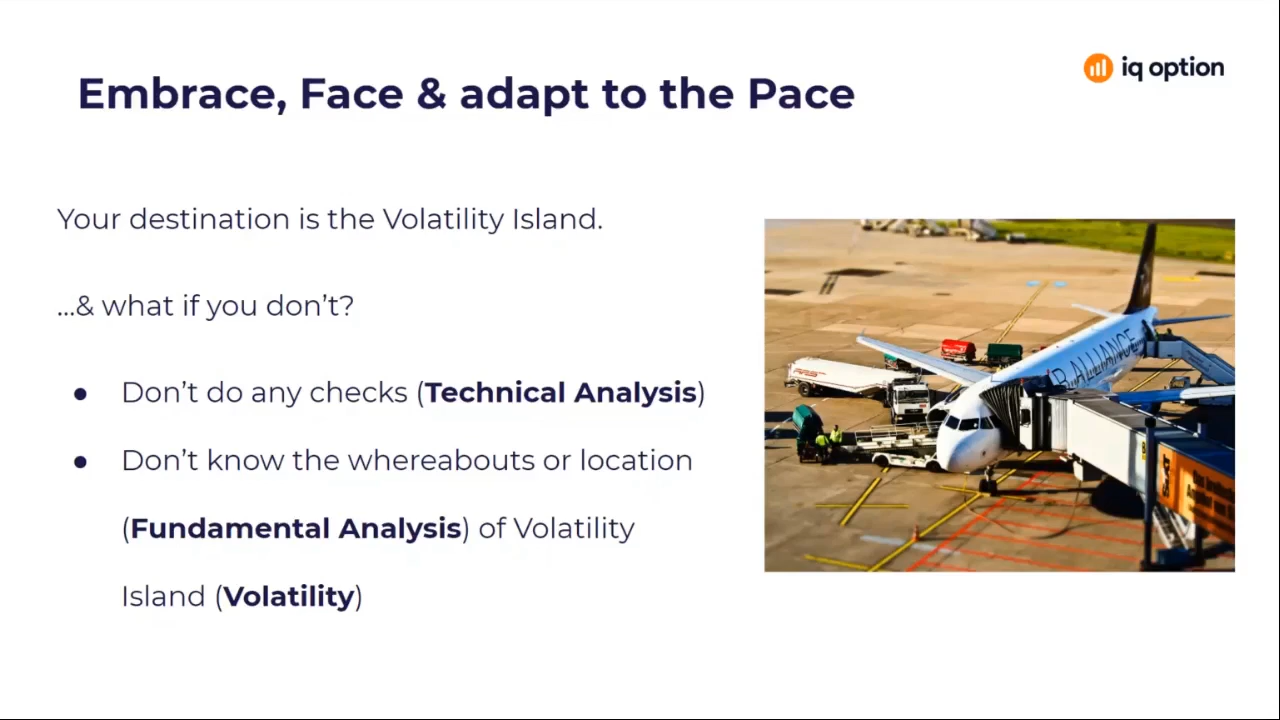 Embrace, Face & adapt to the Pace
iq option
Your destination is the Volatility Island.
...& what if you don't?
● Don't do any checks (Technical Analysis)
● Don't know the whereabouts or location
(Fundamental Analysis) of Volatility
Island (Volatility)
R ALLIANCE